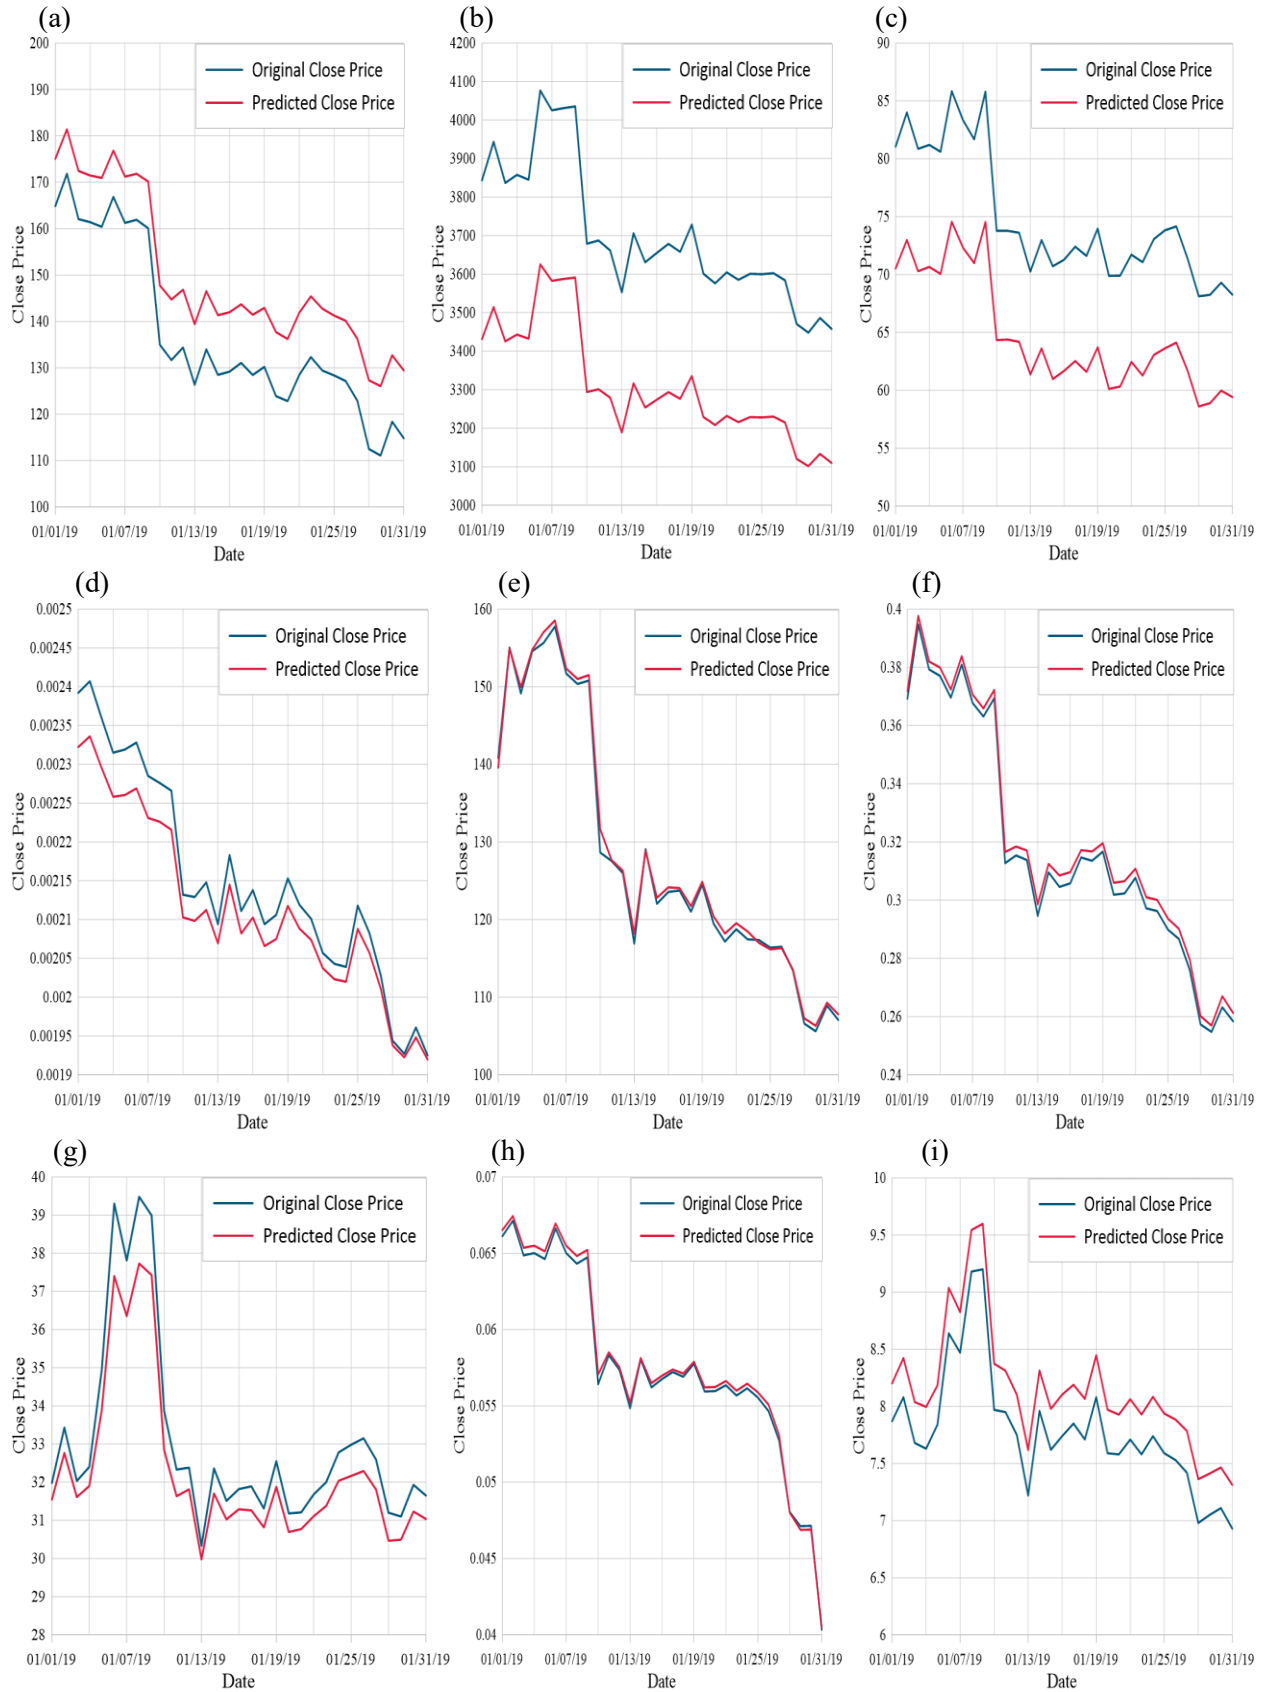 (a)
200
190
180
170
160
150
140
130
120
110
100
Close Price
Original Close Price
Predicted Close Price
01/01/19 01/07/19 01/13/19 01/19/19 01/25/19 01/31/19
Date
(b)
4200
4100
4000
3900
3800
3700
3600
3500
3400
3300
3200
3100
3000
Close Price
Original Close Price
Predicted Close Price
01/01/19 01/07/19 01/13/19 01/19/19 01/25/19 01/31/19
Date
(c)
90
85
80
75
70
65
60
55
50
Close Price
Original Close Price
Predicted Close Price
01/01/19 01/07/19 01/13/19 01/19/19 01/25/19 01/31/19
Date
(d)
0.0025
0.00245
0.0024
0.00235
0.0023
0.00225
0.0022
0.00215
0.0021
0.00205
0.002
0.00195
0.0019
Close Price
Original Close Price
Predicted Close Price
01/01/19 01/07/19 01/13/19 01/19/19 01/25/19 01/31/19
Date
(e)
160
150
140
130
120
110
100
Close Price
Original Close Price
Predicted Close Price
01/01/19 01/07/19 01/13/19 01/19/19 01/25/19 01/31/19
Date
(f)
0.4
0.38
0.36
0.34
0.32
0.3
0.28
0.26
0.24
Close Price
Original Close Price
Predicted Close Price
01/01/19 01/07/19 01/13/19 01/19/19 01/25/19 01/31/19
Date
(g)
40
39
38
37
36
35
34
33
32
31
30
29
28
Close Price
Original Close Price
Predicted Close Price
01/01/19 01/07/19 01/13/19 01/19/19 01/25/19 01/31/19
Date
(h)
0.07
0.065
0.06
0.055
0.05
0.045
0.04
Close Price
Original Close Price
Predicted Close Price
01/01/19 01/07/19 01/13/19 01/19/19 01/25/19 01/31/19
Date
(i)
10
9.5
9
8.5
8
7.5
7
6.5
6
Close Price
Original Close Price
Predicted Close Price
01/01/19 01/07/19 01/13/19 01/19/19 01/25/19 01/31/19
Date